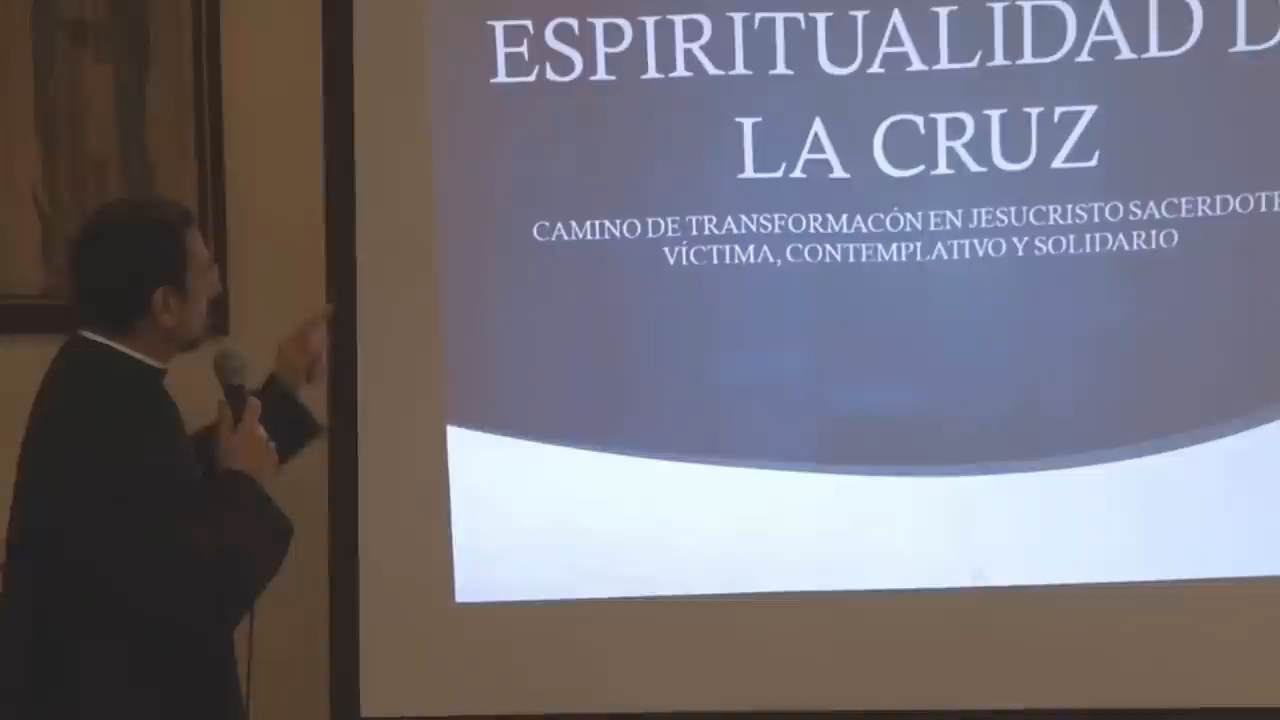 ESPIRITUALIDAD D
LA CRUZ
CAMINO DE TRANSFORMACÓN EN JESUCRISTO SACERDOTE
VÍCTIMA, CONTEMPLATIVO Y SOLIDARIO